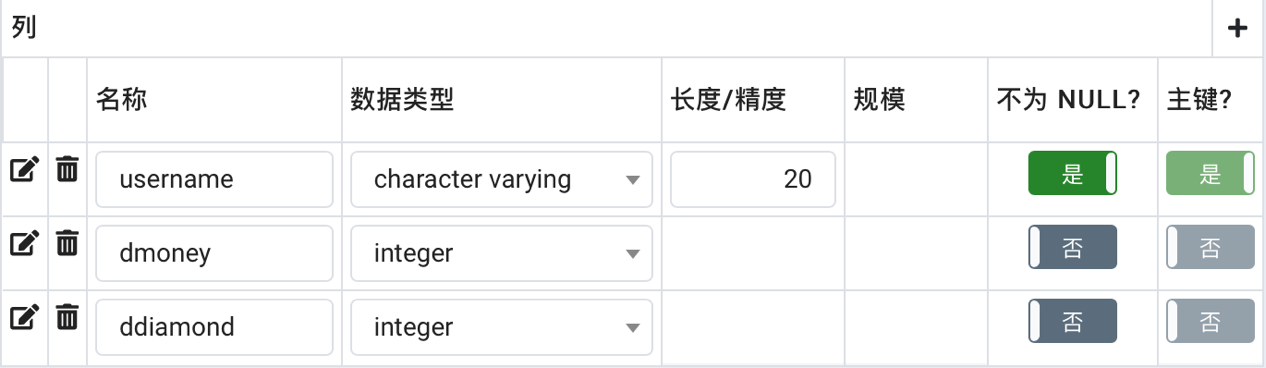 列
名称 数据类型 长度/精度 规模 不为 NULL? 主键?
username character varying 20 是 是
dmoney integer 否 否
ddiamond integer 否 否